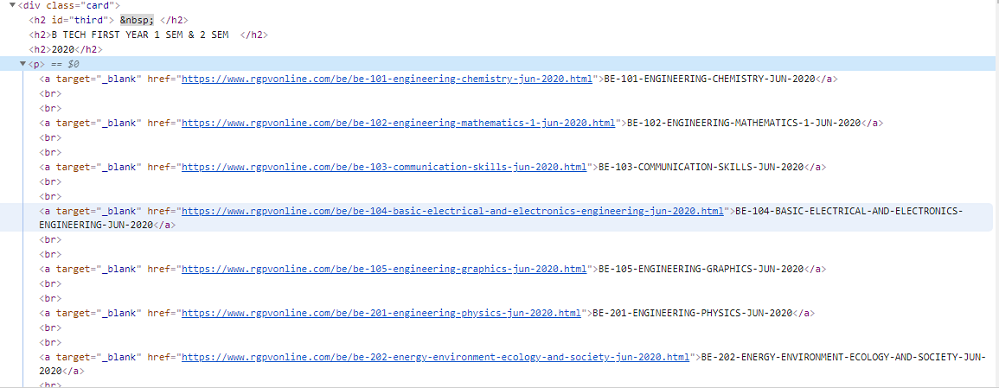 ▼<div class="card">
<h2 id="third"> &nbsp; </h2>
<h2>B TECH FIRST YEAR 1 SEM & 2 SEM  </h2>
<h2>2020</h2>
▼<p> == $0
<a target="_blank" href="https://www.rgpvonline.com/be/be-101-engineering-chemistry-jun-2020.html">BE-101-ENGINEERING-CHEMISTRY-JUN-2020</a>
<br>
<br>
<a target="_blank" href="https://www.rgpvonline.com/be/be-102-engineering-mathematics-1-jun-2020.html">BE-102-ENGINEERING-MATHEMATICS-1-JUN-2020</a>
<br>
<br>
<a target="_blank" href="https://www.rgpvonline.com/be/be-103-communication-skills-jun-2020.html">BE-103-COMMUNICATION-SKILLS-JUN-2020</a>
<br>
<br>
<a target="_blank" href="https://www.rgpvonline.com/be/be-104-basic-electrical-and-electronics-engineering-jun-2020.html">BE-104-BASIC-ELECTRICAL-AND-ELECTRONICS-
ENGINEERING-JUN-2020</a>
<br>
<br>
<a target="_blank" href="https://www.rgpvonline.com/be/be-105-engineering-graphics-jun-2020.html">BE-105-ENGINEERING-GRAPHICS-JUN-2020</a>
<br>
<br>
<a target="_blank" href="https://www.rgpvonline.com/be/be-201-engineering-physics-jun-2020.html">BE-201-ENGINEERING-PHYSICS-JUN-2020</a>
<br>
<br>
<a target="_blank" href="https://www.rgpvonline.com/be/be-202-energy-environment-ecology-and-society-jun-2020.html">BE-202-ENERGY-ENVIRONMENT-ECOLOGY-AND-SOCIETY-JUN-
2020</a>
<br>